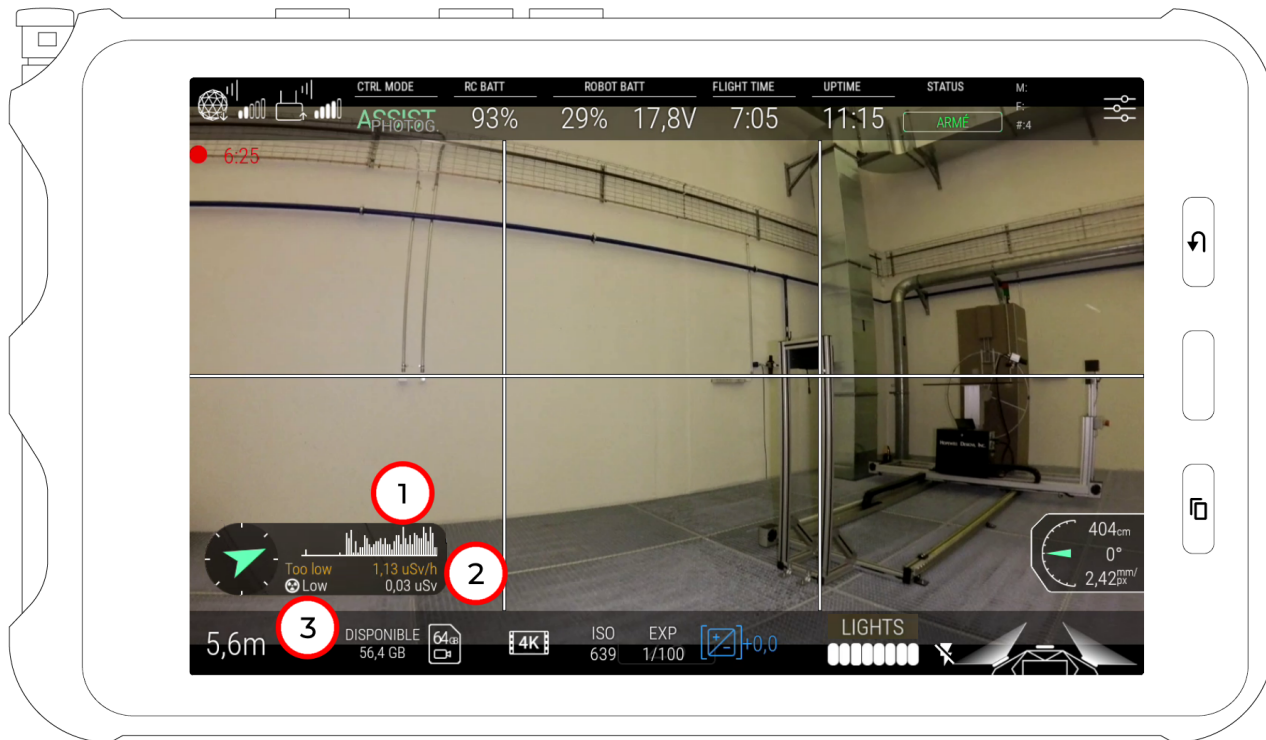 CTRL MODE RC BATT ROBOT BATT FLIGHT TIME UPTIME STATUS M:
F:
ASSIST 93% 29% 17,8V 7:05 11:15 ARMÉ #:4
PHOTOG.
6:25
1
Too low 1,13 uSv/h
Low 0,03 uSv
2
3
404cm
0°
2,42mm/px
5,6m
DISPONIBLE 64GB
56,4 GB
4K
ISO EXP
639 1/100
+0,0
LIGHTS